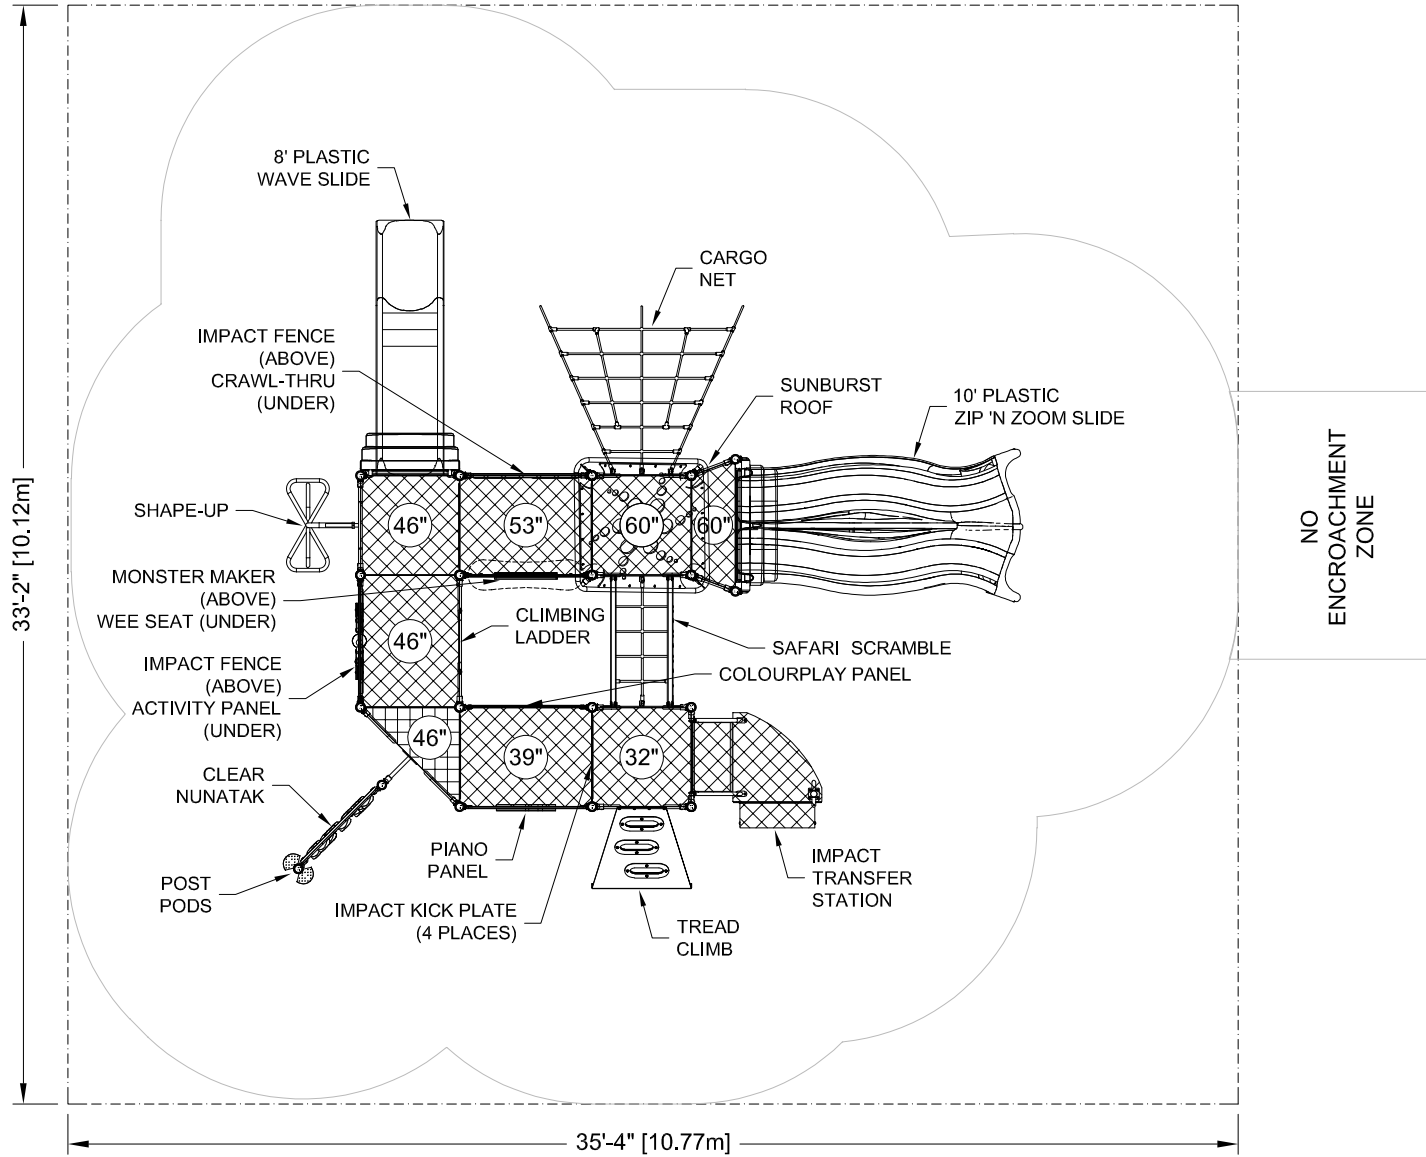 8' PLASTIC
WAVE SLIDE
CARGO
NET
IMPACT FENCE
(ABOVE)
CRAWL-THRU
(UNDER)
SUNBURST
ROOF
10' PLASTIC
ZIP 'N ZOOM SLIDE
NO
ENCROACHMENT
ZONE
SHAPE-UP
46"
53"
60"
60"
MONSTER MAKER
(ABOVE)
WEE SEAT (UNDER)
CLIMBING
LADDER
46"
SAFARI SCRAMBLE
COLOURPLAY PANEL
IMPACT FENCE
(ABOVE)
ACTIVITY PANEL
(UNDER)
46"
39"
32"
CLEAR
NUNATAK
POST
PODS
PIANO
PANEL
IMPACT KICK PLATE
(4 PLACES)
TREAD
CLIMB
IMPACT
TRANSFER
STATION
33'-2" [10.12m]
35'-4" [10.77m]